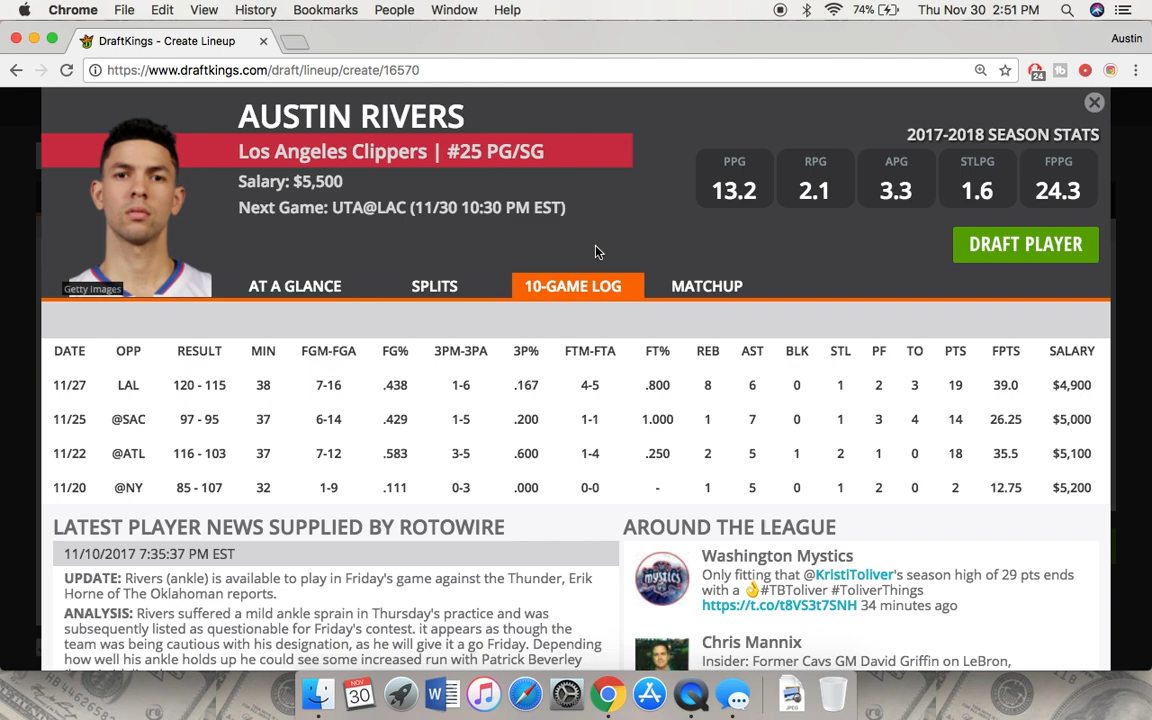 Chrome File Edit View History Bookmarks People Window Help 74% Thu Nov 30 2:51 PM
DraftKings - Create Lineup Austin
https://www.draftkings.com/draft/lineup/create/16570 24
AUSTIN RIVERS
Los Angeles Clippers | #25 PG/SG
Salary: $5,500
Next Game: UTA@LAC (11/30 10:30 PM EST)
Getty Images
2017-2018 SEASON STATS
PPG RPG APG STLPG FPPG
13.2 2.1 3.3 1.6 24.3
DRAFT PLAYER
AT A GLANCE SPLITS 10-GAME LOG MATCHUP
DATE OPP RESULT MIN FGM-FGA FG% 3PM-3PA 3P% FTM-FTA FT% REB AST BLK STL PF TO PTS FPTS SALARY
11/27 LAL 120 - 115 38 7-16 .438 1-6 .167 4-5 .800 8 6 0 1 2 3 19 39.0 $4,900
11/25 @SAC 97 - 95 37 6-14 .429 1-5 .200 1-1 1.000 1 7 0 1 3 4 14 26.25 $5,000
11/22 @ATL 116 - 103 37 7-12 .583 3-5 .600 1-4 .250 2 5 1 2 1 0 18 35.5 $5,100
11/20 @NY 85 - 107 32 1-9 .111 0-3 .000 0-0 - 1 5 0 1 2 0 2 12.75 $5,200
LATEST PLAYER NEWS SUPPLIED BY ROTOWIRE
11/10/2017 7:35:37 PM EST
UPDATE: Rivers (ankle) is available to play in Friday's game against the Thunder, Erik
Horne of The Oklahoman reports.
ANALYSIS: Rivers suffered a mild ankle sprain in Thursday's practice and was
subsequently listed as questionable for Friday's contest. it appears as though the
team was being cautious with his designation, as he will give it a go Friday. Depending
how well his ankle holds up he could see some increased run with Patrick Beverley
AROUND THE LEAGUE
mystics
Washington Mystics
Only fitting that @KristiToliver's season high of 29 pts ends
with a 👌#TBToliver #ToliverThings
https://t.co/t8VS3t7SNH 34 minutes ago
Chris Mannix
Insider: Former Cavs GM David Griffin on LeBron,
NOV
30
W
JPEG